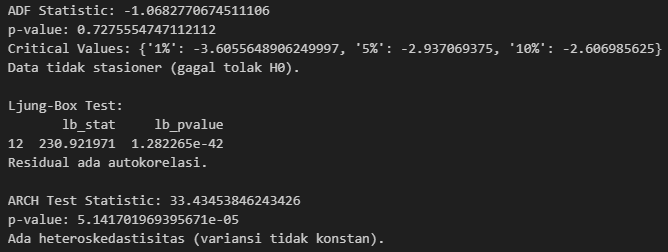 ADF Statistic: -1.0682770674511106
p-value: 0.7275554747112112
Critical Values: {'1%': -3.6055648906249997, '5%': -2.937069375, '10%': -2.606985625}
Data tidak stasioner (gagal tolak H0).
Ljung-Box Test:
lb_stat lb_pvalue
12 230.921971 1.282265e-42
Residual ada autokorelasi.
ARCH Test Statistic: 33.43453846243426
p-value: 5.141701969395671e-05
Ada heteroskedastisitas (variansi tidak konstan).